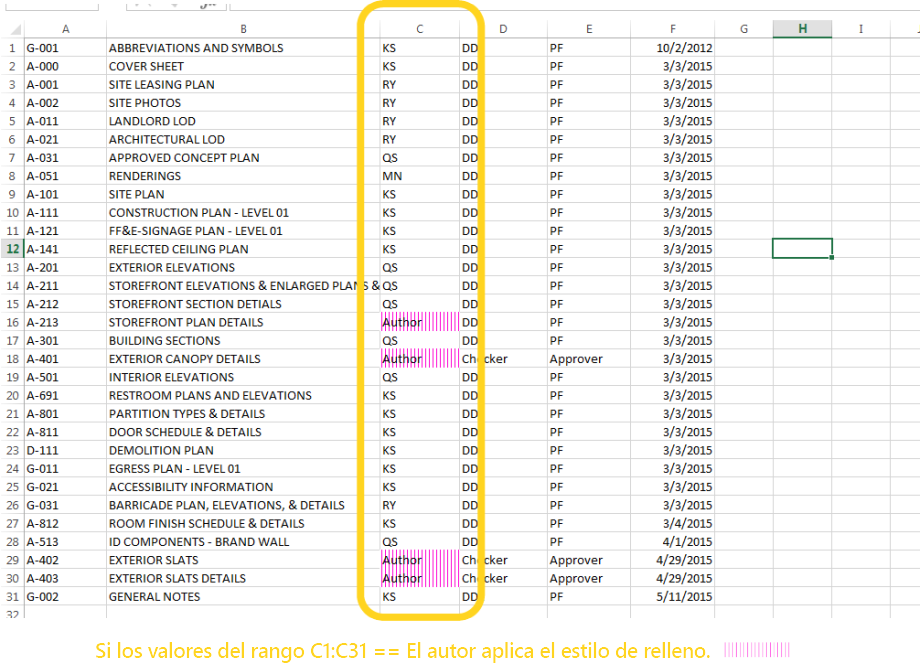 A B C D E F G H I
1 G-001 ABBREVIATIONS AND SYMBOLS KS DD PF 10/2/2012
2 A-000 COVER SHEET KS DD PF 3/3/2015
3 A-001 SITE LEASING PLAN RY DD PF 3/3/2015
4 A-002 SITE PHOTOS RY DD PF 3/3/2015
5 A-011 LANDLORD LOD RY DD PF 3/3/2015
6 A-021 ARCHITECTURAL LOD RY DD PF 3/3/2015
7 A-031 APPROVED CONCEPT PLAN QS DD PF 3/3/2015
8 A-051 RENDERINGS MN DD PF 3/3/2015
9 A-101 SITE PLAN KS DD PF 3/3/2015
10 A-111 CONSTRUCTION PLAN - LEVEL 01 KS DD PF 3/3/2015
11 A-121 FF&E-SIGNAGE PLAN - LEVEL 01 KS DD PF 3/3/2015
12 A-141 REFLECTED CEILING PLAN KS DD PF 3/3/2015
13 A-201 EXTERIOR ELEVATIONS QS DD PF 3/3/2015
14 A-211 STOREFRONT ELEVATIONS & ENLARGED PLANS & QS DD PF 3/3/2015
15 A-212 STOREFRONT SECTION DETIALS QS DD PF 3/3/2015
16 A-213 STOREFRONT PLAN DETAILS Author DD PF 3/3/2015
17 A-301 BUILDING SECTIONS QS DD PF 3/3/2015
18 A-401 EXTERIOR CANOPY DETAILS Author Checker Approver 3/3/2015
19 A-501 INTERIOR ELEVATIONS QS DD PF 3/3/2015
20 A-691 RESTROOM PLANS AND ELEVATIONS KS DD PF 3/3/2015
21 A-801 PARTITION TYPES & DETAILS KS DD PF 3/3/2015
22 A-811 DOOR SCHEDULE & DETAILS KS DD PF 3/3/2015
23 D-111 DEMOLITION PLAN KS DD PF 3/3/2015
24 G-011 EGRESS PLAN - LEVEL 01 KS DD PF 3/3/2015
25 G-021 ACCESSIBILITY INFORMATION KS DD PF 3/3/2015
26 G-031 BARRICADE PLAN, ELEVATIONS, & DETAILS RY DD PF 3/3/2015
27 A-812 ROOM FINISH SCHEDULE & DETAILS KS DD PF 3/4/2015
28 A-513 ID COMPONENTS - BRAND WALL QS DD PF 4/1/2015
29 A-402 EXTERIOR SLATS Author Checker Approver 4/29/2015
30 A-403 EXTERIOR SLATS DETAILS Author Checker Approver 4/29/2015
31 G-002 GENERAL NOTES KS DD PF 5/11/2015
32
Si los valores del rango C1:C31 == El autor aplica el estilo de relleno.